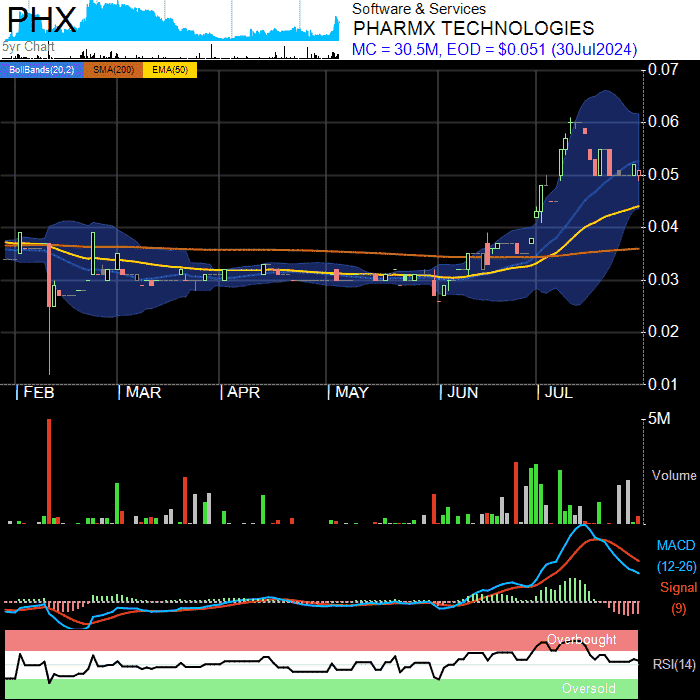 PHX
Software & Services
PHARMX TECHNOLOGIES
5yr Chart
MC = 30.5M, EOD = $0.051 (30Jul2024)
BollBands(20,2) SMA(200) EMA(50)
0.07
0.06
0.05
0.04
0.03
0.02
0.01
FEB MAR APR MAY JUN JUL
5M
Volume
MACD
(12-26)
Signal
(9)
Overbought
RSI(14)
Oversold